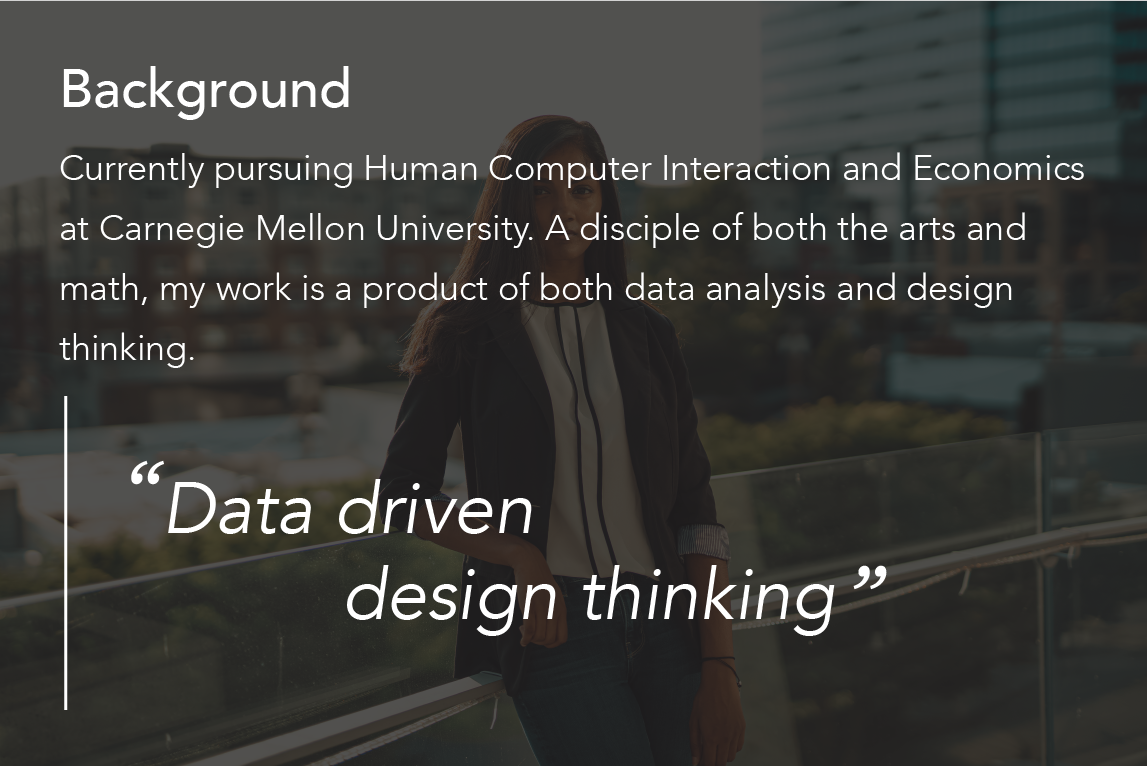 Background
Currently pursuing Human Computer Interaction and Economics
at Carnegie Mellon University. A disciple of both the arts and
math, my work is a product of both data analysis and design
thinking.
“Data driven
design thinking”